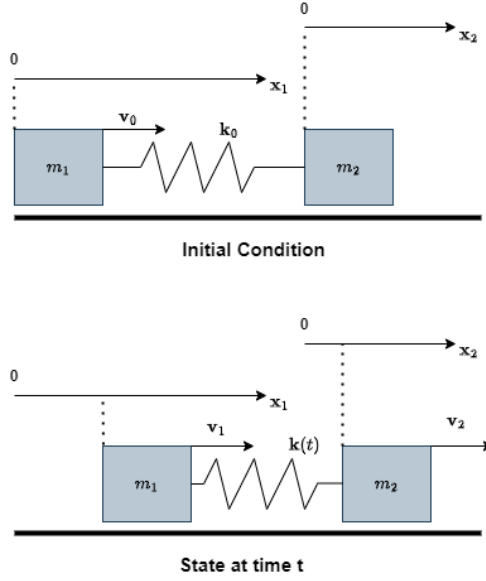 0
x₂
0
x₁
v₀
k₀
m₁
m₂
Initial Condition
0
x₂
0
x₁
v₁
k(t)
v₂
m₁
m₂
State at time t